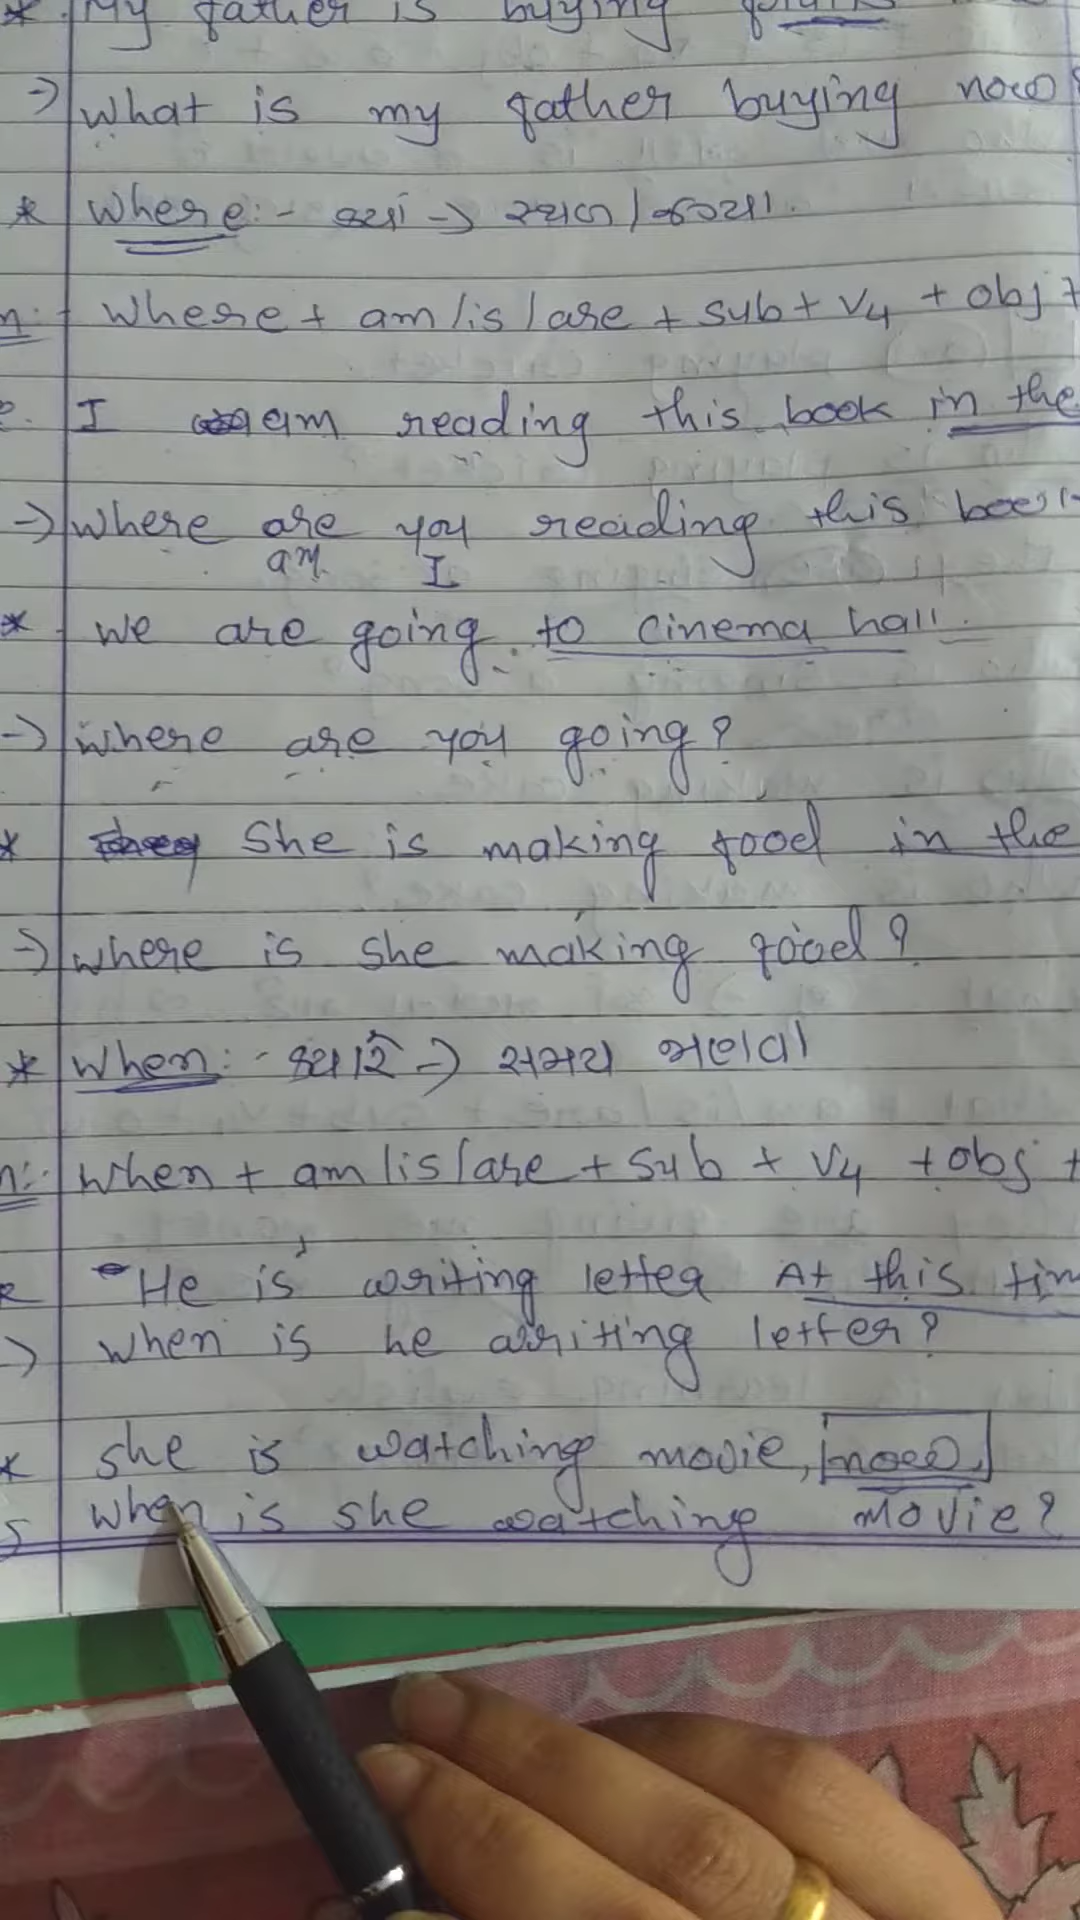 * My father is buying
→ What is my father buying now?
* Where:- ક્યાં → સ્થળ / જગ્યા.
Where + am/is/are + sub + V4 + obj +
I am reading this book in the
→ Where are you reading this book
am I
* We are going to cinema hall.
→ Where are you going?
* She is making food in the
→ Where is she making food?
* When:- ક્યારે → સમય
When + am/is/are + sub + V4 + obj +
He is writing letter At this tim
→ When is he writing letter?
* She is watching movie, now.
When is she watching movie?